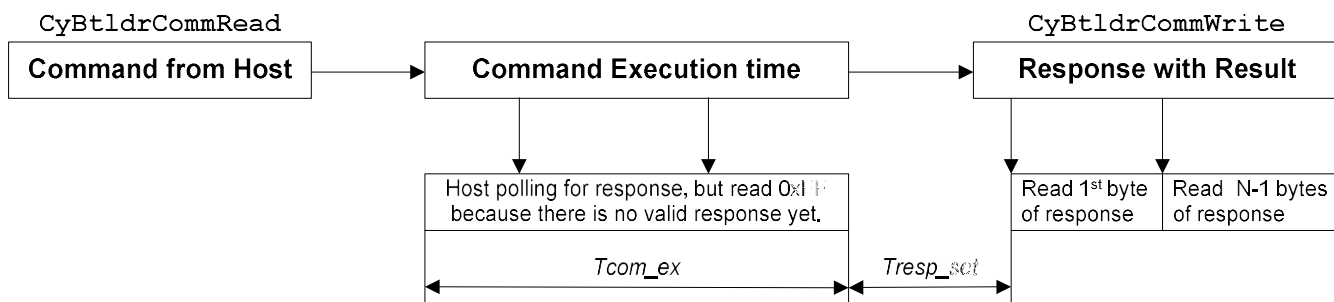 CyBtldrCommRead
CyBtldrCommWrite
Command from Host
Command Execution time
Response with Result
Host polling for response, but read
because there is no valid response yet.
Read 1st byte
of response
Read N-1 bytes
of response
Tcom_ex
Tresp_sct